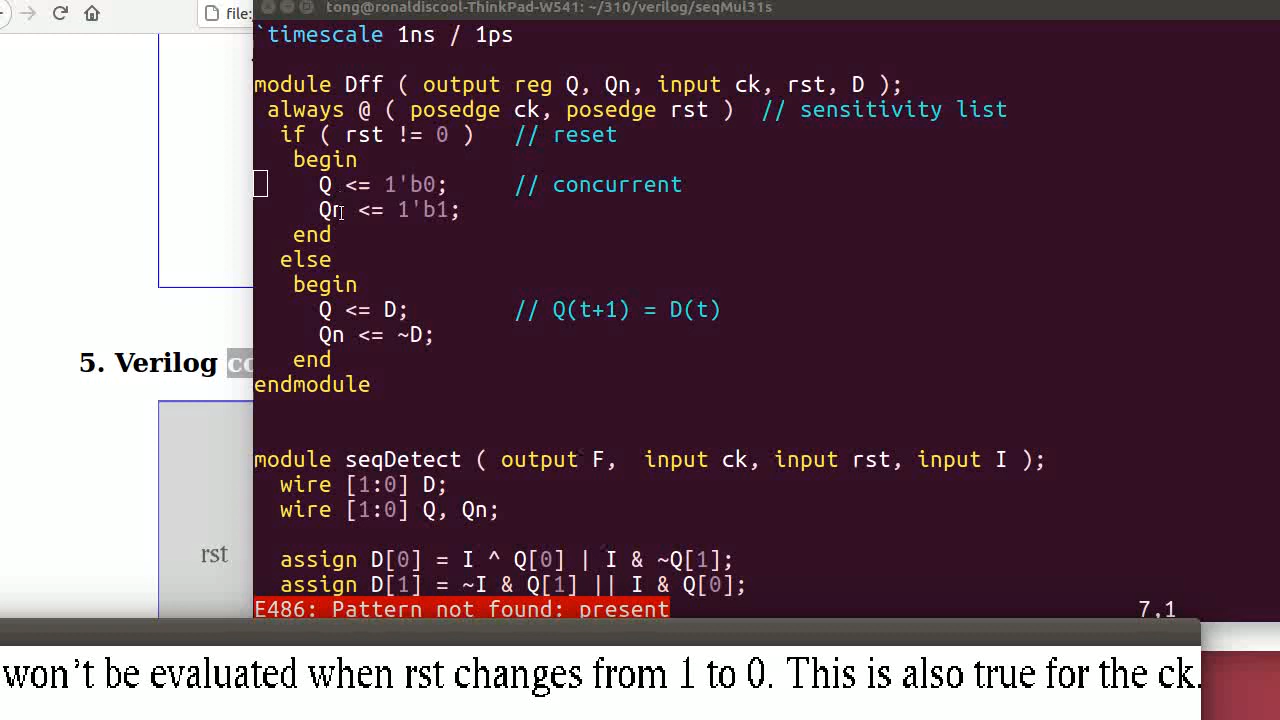 tong@ronaldiscool-ThinkPad-W541: ~/310/verilog/seqMul31s
file:
`timescale 1ns / 1ps
module Dff ( output reg Q, Qn, input ck, rst, D );
always @ ( posedge ck, posedge rst )  // sensitivity list
if ( rst != 0 )   // reset
begin
Q <= 1'b0;     // concurrent
Qn <= 1'b1;
end
else
begin
Q <= D;        // Q(t+1) = D(t)
Qn <= ~D;
end
5. Verilog
endmodule
module seqDetect ( output F,  input ck, input rst, input I );
wire [1:0] D;
wire [1:0] Q, Qn;
rst
assign D[0] = I ^ Q[0] | I & ~Q[1];
assign D[1] = ~I & Q[1] || I & Q[0];
E486: Pattern not found: present
7,1
won't be evaluated when rst changes from 1 to 0. This is also true for the ck.